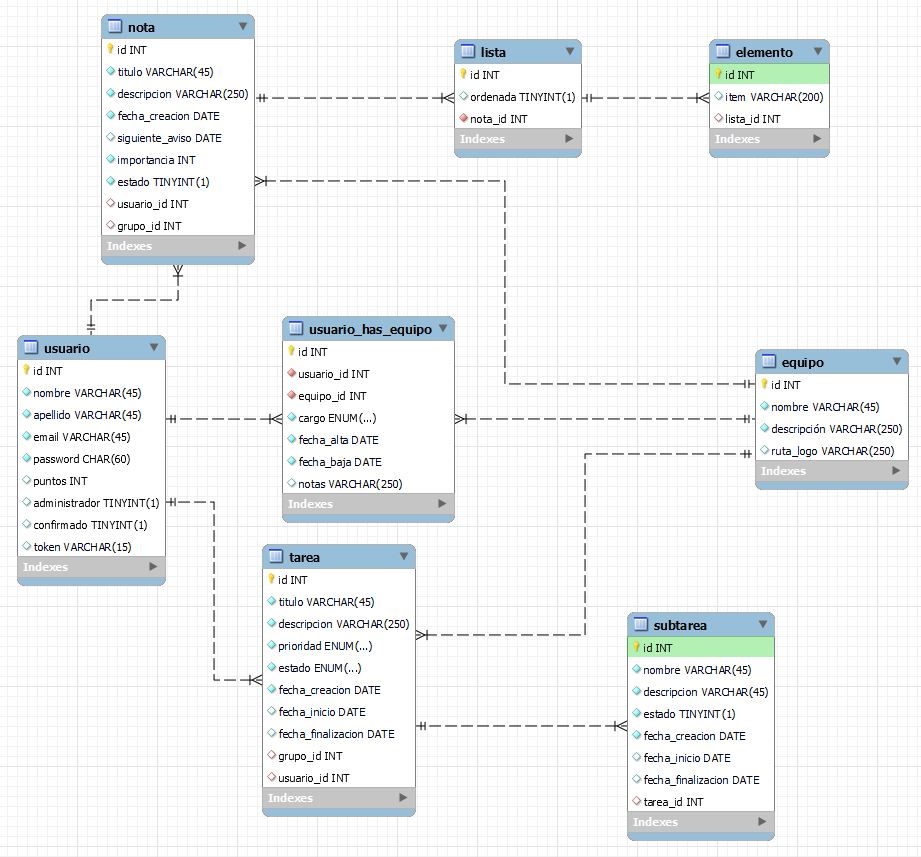 nota
id INT
titulo VARCHAR(45)
descripcion VARCHAR(250)
fecha_creacion DATE
siguiente_aviso DATE
importancia INT
estado TINYINT(1)
usuario_id INT
grupo_id INT
Indexes
lista
id INT
ordenada TINYINT(1)
nota_id INT
Indexes
elemento
id INT
item VARCHAR(200)
lista_id INT
Indexes
usuario
id INT
nombre VARCHAR(45)
apellido VARCHAR(45)
email VARCHAR(45)
password CHAR(60)
puntos INT
administrador TINYINT(1)
confirmado TINYINT(1)
token VARCHAR(15)
Indexes
usuario_has_equipo
id INT
usuario_id INT
equipo_id INT
cargo ENUM(...)
fecha_alta DATE
fecha_baja DATE
notas VARCHAR(250)
Indexes
equipo
id INT
nombre VARCHAR(45)
descripción VARCHAR(250)
ruta_logo VARCHAR(250)
Indexes
tarea
id INT
titulo VARCHAR(45)
descripcion VARCHAR(250)
prioridad ENUM(...)
estado ENUM(...)
fecha_creacion DATE
fecha_inicio DATE
fecha_finalizacion DATE
grupo_id INT
usuario_id INT
Indexes
subtarea
id INT
nombre VARCHAR(45)
descripcion VARCHAR(45)
estado TINYINT(1)
fecha_creacion DATE
fecha_inicio DATE
fecha_finalizacion DATE
tarea_id INT
Indexes